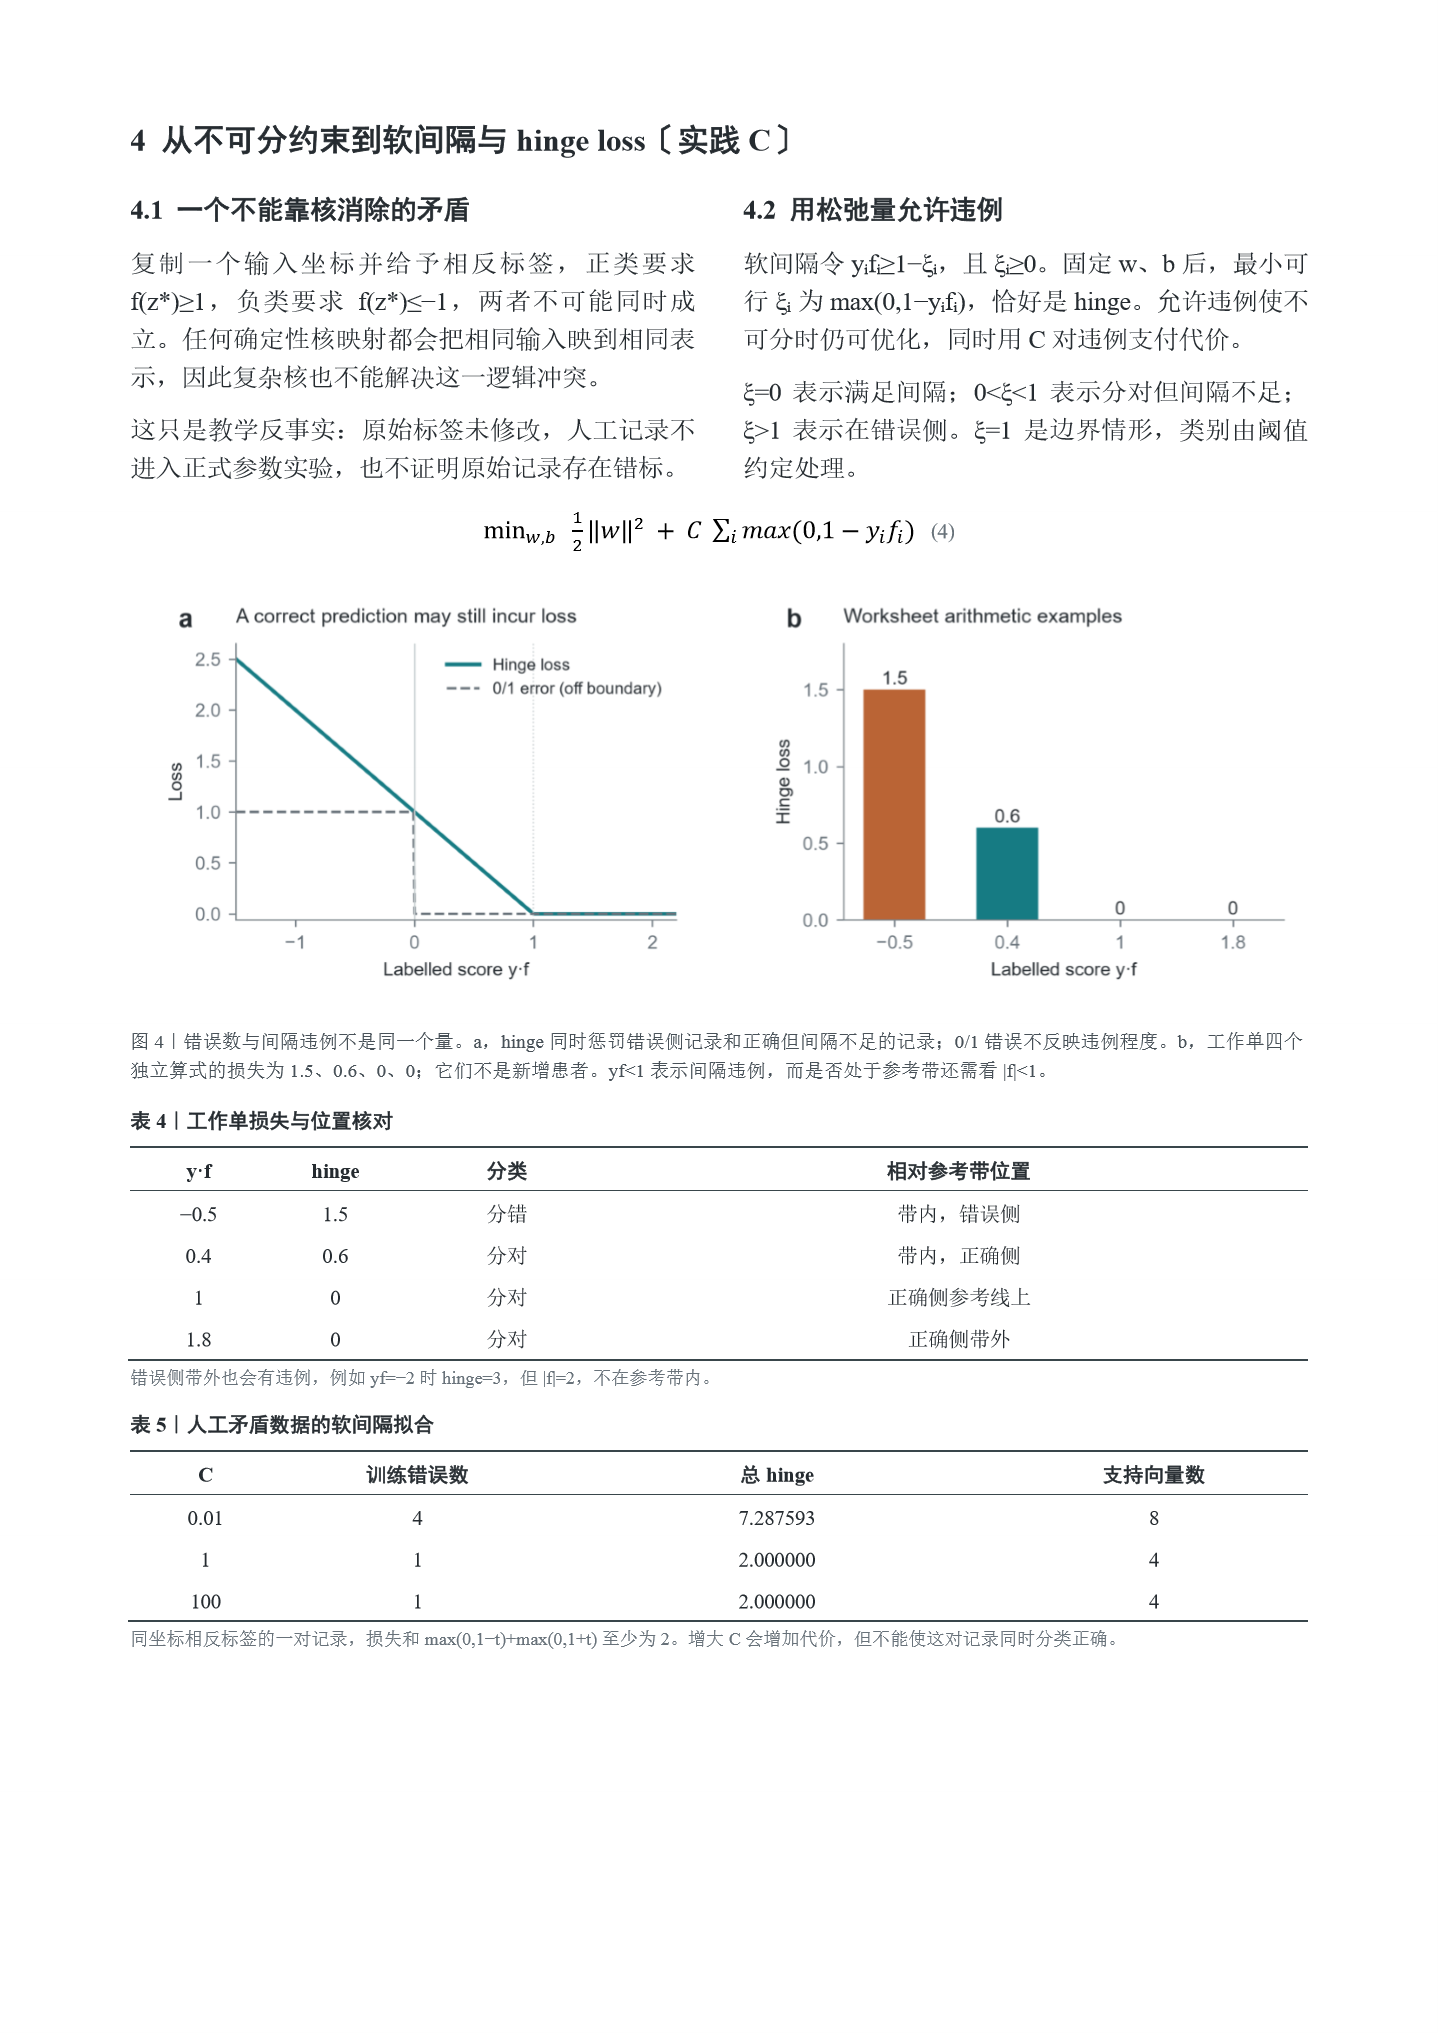 4 从不可分约束到软间隔与 hinge loss〔实践 C〕
4.1 一个不能靠核消除的矛盾
复制一个输入坐标并给予相反标签，正类要求
f(z*)≥1，负类要求 f(z*)≤−1，两者不可能同时成
立。任何确定性核映射都会把相同输入映到相同表
示，因此复杂核也不能解决这一逻辑冲突。
这只是教学反事实：原始标签未修改，人工记录不
进入正式参数实验，也不证明原始记录存在错标。
4.2 用松弛量允许违例
软间隔令 yᵢfᵢ≥1−ξᵢ，且 ξᵢ≥0。固定 w、b 后，最小可
行 ξᵢ 为 max(0,1−yᵢfᵢ)，恰好是 hinge。允许违例使不
可分时仍可优化，同时用 C 对违例支付代价。
ξ=0 表示满足间隔；0<ξ<1 表示分对但间隔不足；
ξ>1 表示在错误侧。ξ=1 是边界情形，类别由阈值
约定处理。
min_{w,b} ½‖w‖² + C ∑ᵢ max(0,1 − yᵢfᵢ) (4)
a A correct prediction may still incur loss
Hinge loss
0/1 error (off boundary)
Loss
2.5
2.0
1.5
1.0
0.5
0.0
−1 0 1 2
Labelled score y·f
b Worksheet arithmetic examples
Hinge loss
1.5
1.0
0.5
0.0
1.5
0.6
0
0
−0.5 0.4 1 1.8
Labelled score y·f
图 4｜错误数与间隔违例不是同一个量。a，hinge 同时惩罚错误侧记录和正确但间隔不足的记录；0/1 错误不反映违例程度。b，工作单四个
独立算式的损失为 1.5、0.6、0、0；它们不是新增患者。yf<1 表示间隔违例，而是否处于参考带还需看 |f|<1。
表 4｜工作单损失与位置核对
y·f hinge 分类 相对参考带位置
−0.5 1.5 分错 带内，错误侧
0.4 0.6 分对 带内，正确侧
1 0 分对 正确侧参考线上
1.8 0 分对 正确侧带外
错误侧带外也会有违例，例如 yf=−2 时 hinge=3，但 |f|=2，不在参考带内。
表 5｜人工矛盾数据的软间隔拟合
C 训练错误数 总 hinge 支持向量数
0.01 4 7.287593 8
1 1 2.000000 4
100 1 2.000000 4
同坐标相反标签的一对记录，损失和 max(0,1−t)+max(0,1+t) 至少为 2。增大 C 会增加代价，但不能使这对记录同时分类正确。